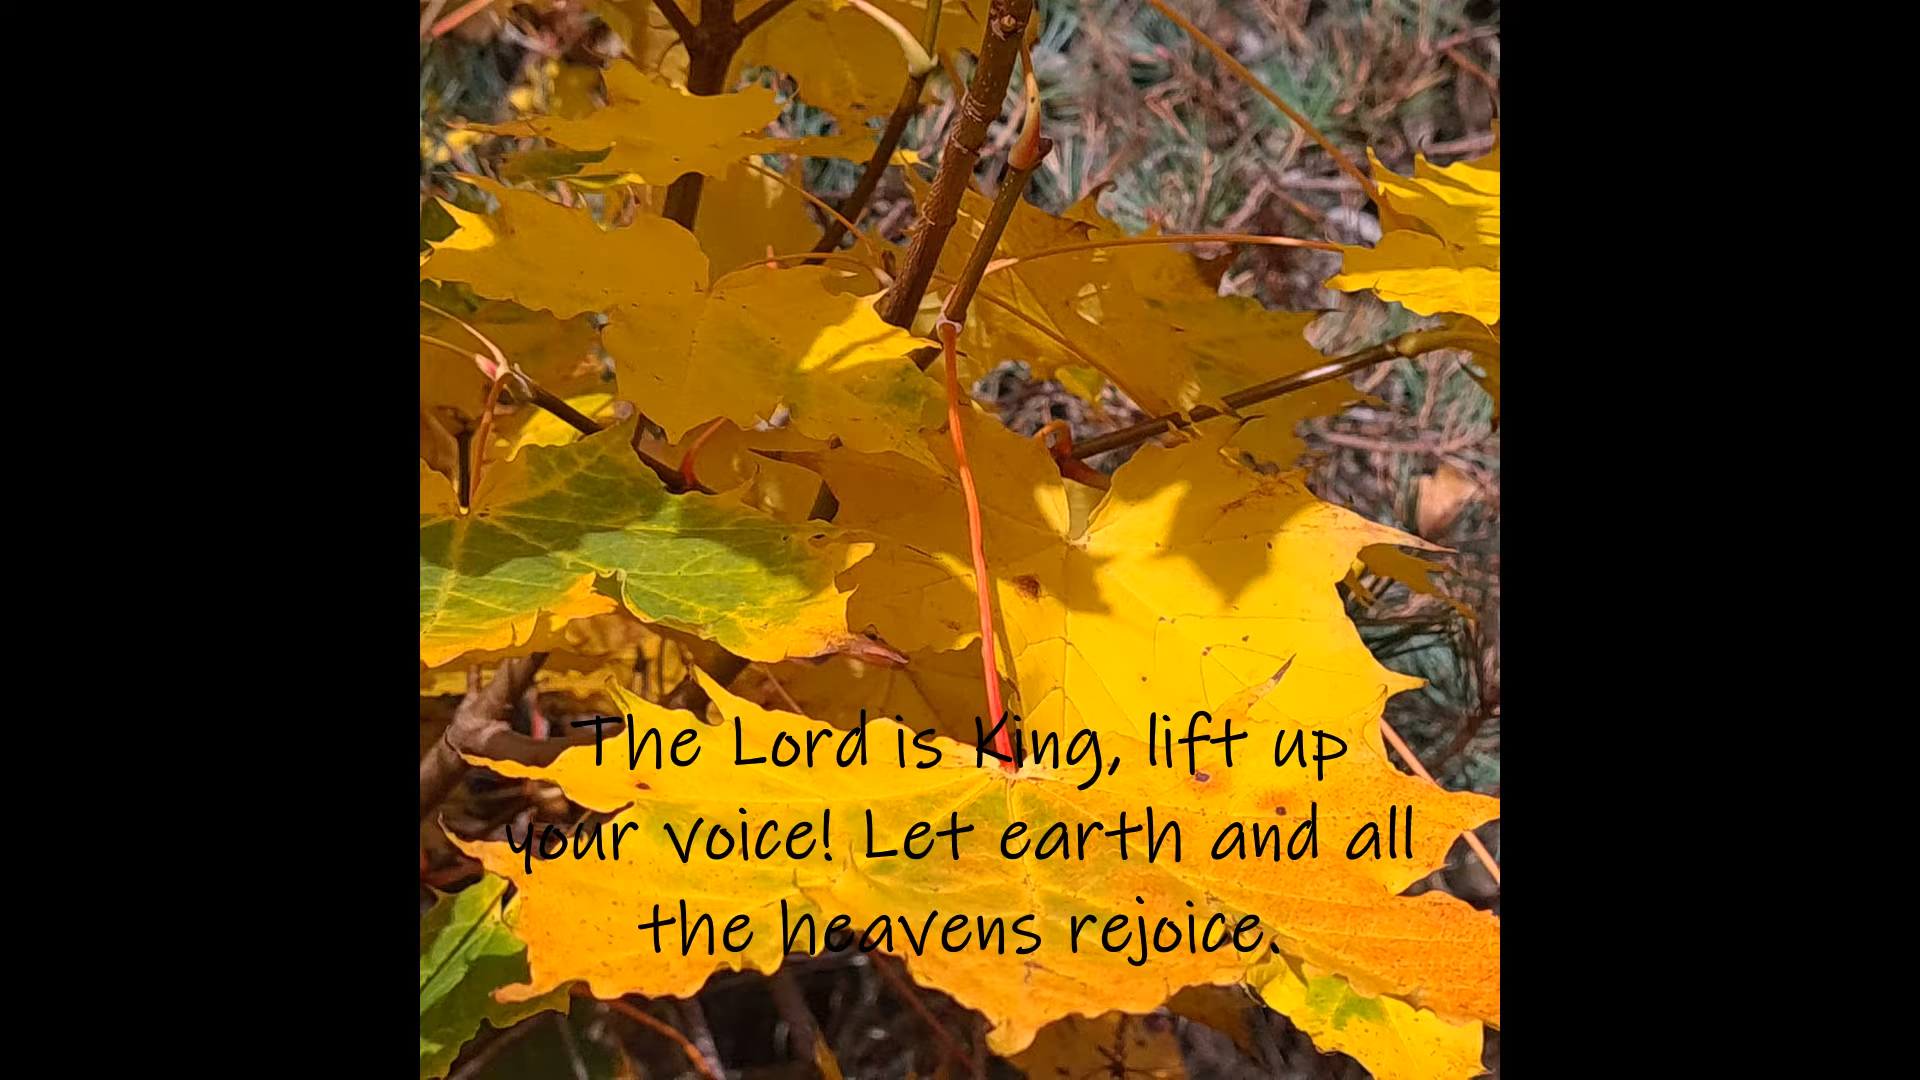 The Lord is King, lift up
your voice! Let earth and all
the heavens rejoice.